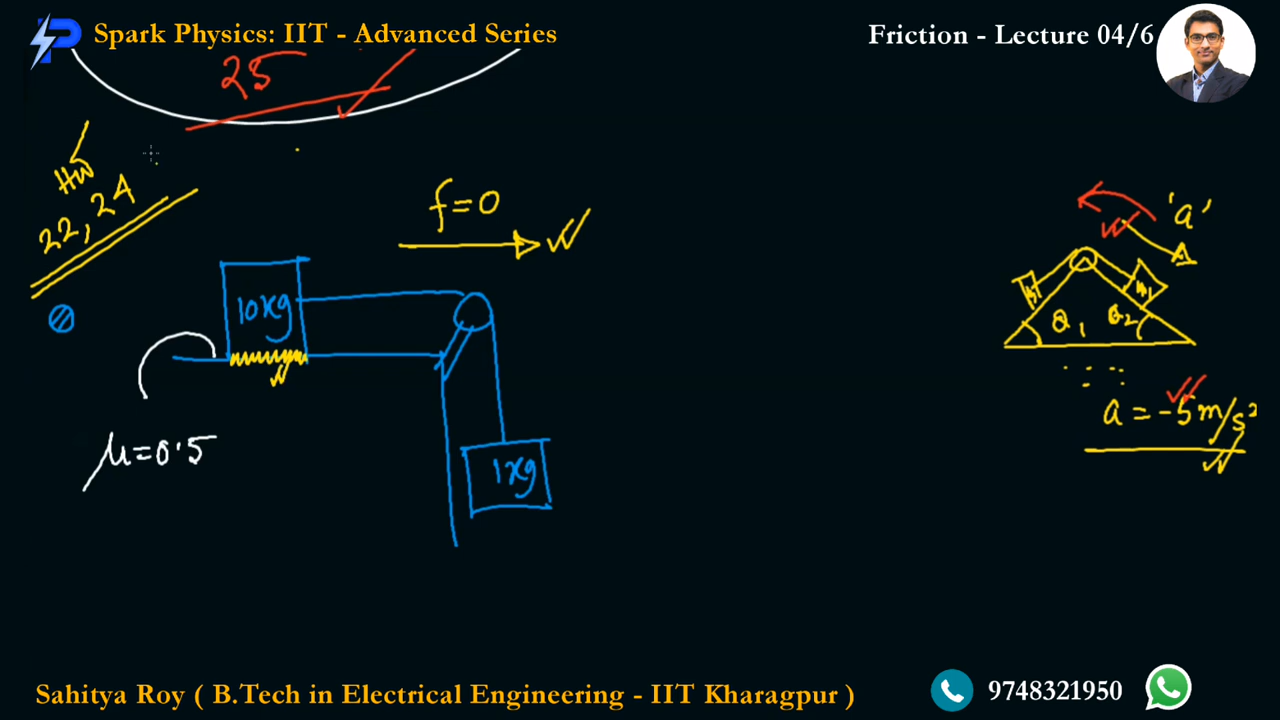 Spark Physics: IIT - Advanced Series
Friction - Lecture 04/6
25
HW
22, 24
f=0
'a'
10kg
θ1 θ2
a = -5m/s²
μ=0.5
1kg
Sahitya Roy ( B.Tech in Electrical Engineering - IIT Kharagpur )
9748321950